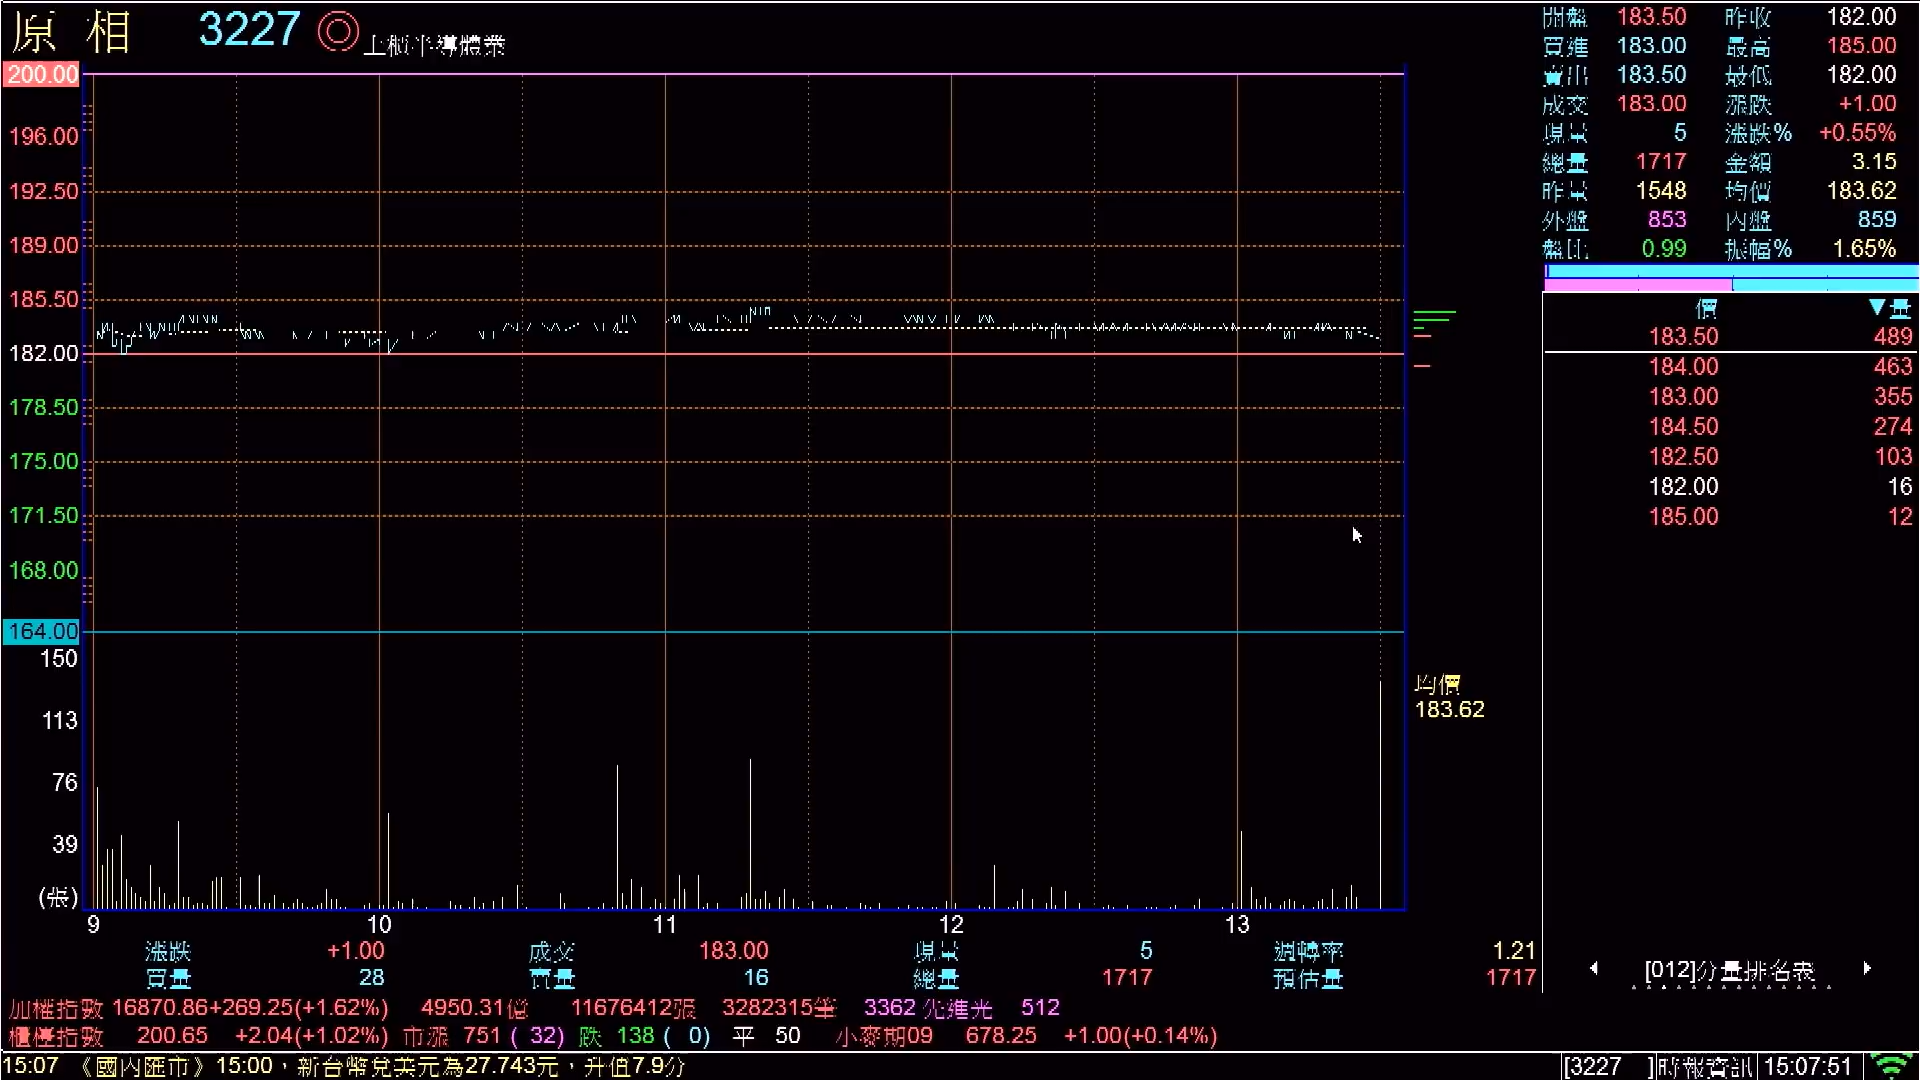 原 相 3227 ◎ 上櫃半導體業
開盤 183.50 昨收 182.00
買進 183.00 最高 185.00
賣出 183.50 最低 182.00
成交 183.00 漲跌 +1.00
現量 5 漲跌% +0.55%
總量 1717 金額 3.15
昨量 1548 均價 183.62
外盤 853 內盤 859
盤比 0.99 振幅% 1.65%
200.00
196.00
192.50
189.00
185.50
182.00
178.50
175.00
171.50
168.00
164.00
150
113
76
39
(張)
9 10 11 12 13
均價
183.62
價 ▼量
183.50 489
184.00 463
183.00 355
184.50 274
182.50 103
182.00 16
185.00 12
[012]分量排名表
漲跌 +1.00 成交 183.00 現量 5 週轉率 1.21
買量 28 賣量 16 總量 1717 預估量 1717
加權指數 16870.86+269.25(+1.62%) 4950.31億 11676412張 3282315筆 3362 先進光 512
櫃檯指數 200.65 +2.04(+1.02%) 市漲 751 ( 32) 跌 138 ( 0) 平 50 小麥期09 678.25 +1.00(+0.14%)
15:07 《國內匯市》15:00，新台幣兌美元為27.743元，升值7.9分 [3227 ]時報資訊 15:07:51